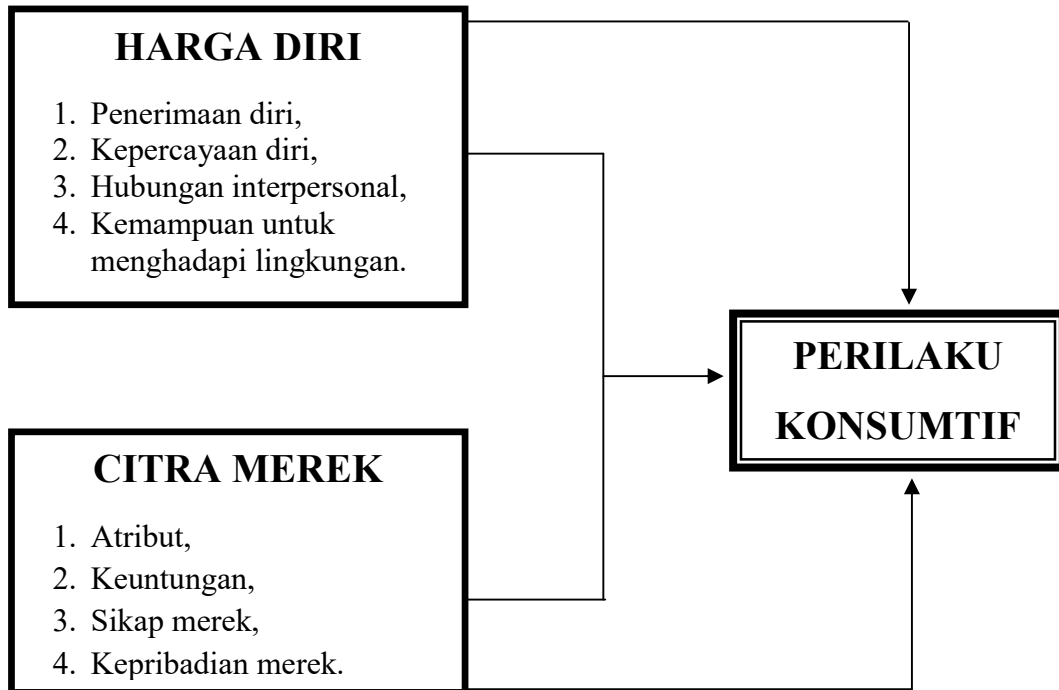 HARGA DIRI
1. Penerimaan diri,
2. Kepercayaan diri,
3. Hubungan interpersonal,
4. Kemampuan untuk
menghadapi lingkungan.
PERILAKU
KONSUMTIF
CITRA MEREK
1. Atribut,
2. Keuntungan,
3. Sikap merek,
4. Kepribadian merek.